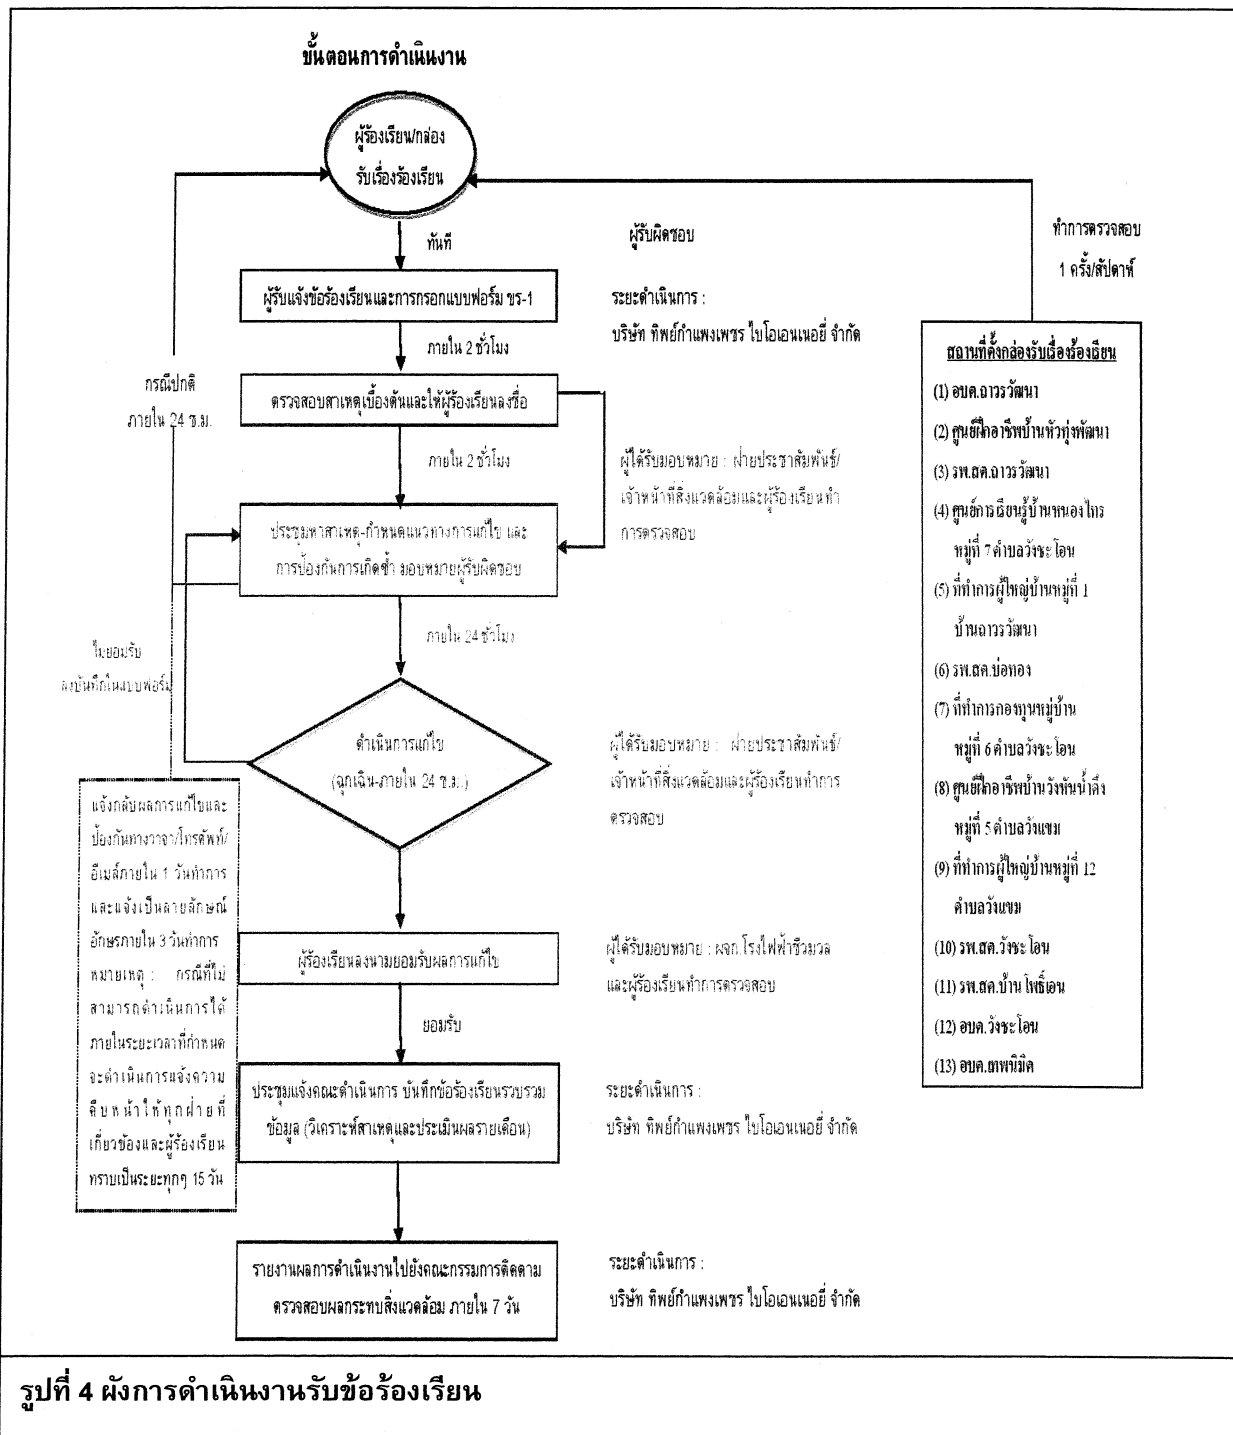 ขั้นตอนการดำเนินงาน
ผู้ร้องเรียน/กล่อง
รับเรื่องร้องเรียน
ทันที
ผู้รับผิดชอบ
ทำการตรวจสอบ
1 ครั้ง/สัปดาห์
ผู้รับแจ้งข้อร้องเรียนและการกรอกแบบฟอร์ม ขร-1
ระยะดำเนินการ :
บริษัท ทิพย์กำแพงเพชร ไบโอเอนเนอยี่ จำกัด
ภายใน 2 ชั่วโมง
กรณีปกติ
ภายใน 24 ช.ม.
ตรวจสอบสาเหตุเบื้องต้นและให้ผู้ร้องเรียนลงชื่อ
ภายใน 2 ชั่วโมง
ผู้ได้รับมอบหมาย : ฝ่ายประชาสัมพันธ์/
เจ้าหน้าที่สิ่งแวดล้อมและผู้ร้องเรียนทำ
การตรวจสอบ
ประชุมหาสาเหตุ-กำหนดแนวทางการแก้ไข และ
การป้องกันการเกิดซ้ำ มอบหมายผู้รับผิดชอบ
ภายใน 24 ชั่วโมง
ไม่ยอมรับ
ลงบันทึกในแบบฟอร์ม
ดำเนินการแก้ไข
(ฉุกเฉิน-ภายใน 24 ช.ม.)
ผู้ได้รับมอบหมาย : ฝ่ายประชาสัมพันธ์/
เจ้าหน้าที่สิ่งแวดล้อมและผู้ร้องเรียนทำการ
ตรวจสอบ
แจ้งกลับผลการแก้ไขและ
ป้องกันทางวาจา/โทรศัพท์/
อีเมล์ภายใน 1 วันทำการ
และแจ้งเป็นลายลักษณ์
อักษรภายใน 3 วันทำการ
หมายเหตุ : กรณีที่ไม่
สามารถดำเนินการได้
ภายในระยะเวลาที่กำหนด
จะดำเนินการแจ้งความ
คืบหน้าให้ทุกฝ่ายที่
เกี่ยวข้องและผู้ร้องเรียน
ทราบเป็นระยะทุกๆ 15 วัน
ผู้ร้องเรียนลงนามยอมรับผลการแก้ไข
ผู้ได้รับมอบหมาย : ผจก.โรงไฟฟ้าชีวมวล
และผู้ร้องเรียนทำการตรวจสอบ
ยอมรับ
ประชุมแจ้งคณะดำเนินการ บันทึกข้อร้องเรียนรวบรวม
ข้อมูล (วิเคราะห์สาเหตุและประเมินผลรายเดือน)
ระยะดำเนินการ :
บริษัท ทิพย์กำแพงเพชร ไบโอเอนเนอยี่ จำกัด
รายงานผลการดำเนินงานไปยังคณะกรรมการติดตาม
ตรวจสอบผลกระทบสิ่งแวดล้อม ภายใน 7 วัน
ระยะดำเนินการ :
บริษัท ทิพย์กำแพงเพชร ไบโอเอนเนอยี่ จำกัด
สถานที่ตั้งกล่องรับเรื่องร้องเรียน
(1) อบต.ถาวรวัฒนา
(2) ศูนย์ฝึกอาชีพบ้านหัวทุ่งพัฒนา
(3) รพ.สต.ถาวรวัฒนา
(4) ศูนย์การเรียนรู้บ้านหนองไทร
หมู่ที่ 7 ตำบลวังชะโอน
(5) ที่ทำการผู้ใหญ่บ้านหมู่ที่ 1
บ้านถาวรวัฒนา
(6) รพ.สต.บ่อทอง
(7) ที่ทำการกองทุนหมู่บ้าน
หมู่ที่ 6 ตำบลวังชะโอน
(8) ศูนย์ฝึกอาชีพบ้านวังหันน้ำดึง
หมู่ที่ 5 ตำบลวังแขม
(9) ที่ทำการผู้ใหญ่บ้านหมู่ที่ 12
ตำบลวังแขม
(10) รพ.สต.วังชะโอน
(11) รพ.สต.บ้านโพธิ์เอน
(12) อบต.วังชะโอน
(13) อบต.เทพนิมิต
รูปที่ 4 ผังการดำเนินงานรับข้อร้องเรียน